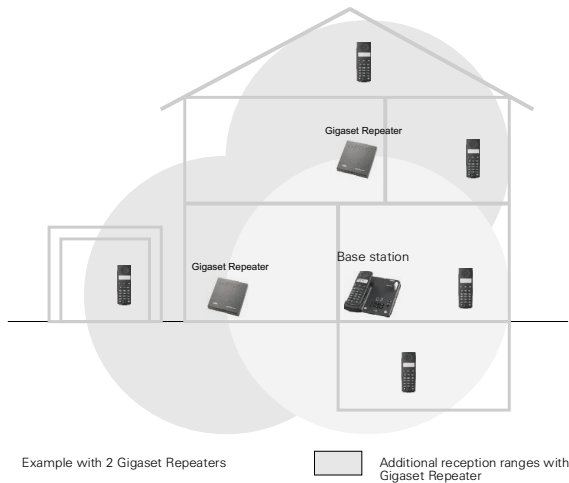 Gigaset Repeater
Base station
Gigaset Repeater
Example with 2 Gigaset Repeaters
Additional reception ranges with
Gigaset Repeater